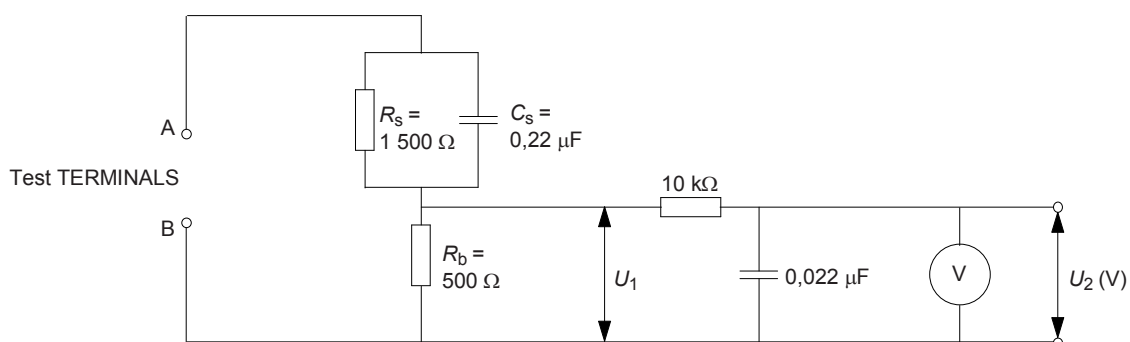 A
Test TERMINALS
B
Rs =
1 500 Ω
Cs =
0,22 μF
Rb =
500 Ω
U1
10 kΩ
0,022 μF
V
U2 (V)